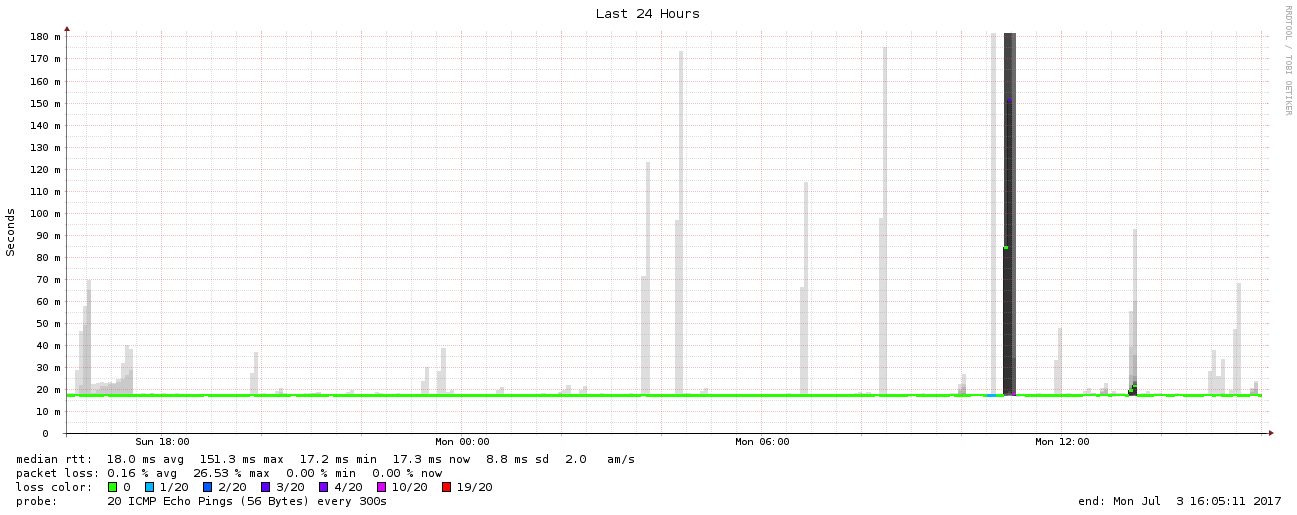 Last 24 Hours
RRDTOOL / TOBI OETIKER
Seconds
180 m
170 m
160 m
150 m
140 m
130 m
120 m
110 m
100 m
90 m
80 m
70 m
60 m
50 m
40 m
30 m
20 m
10 m
0
Sun 18:00 Mon 00:00 Mon 06:00 Mon 12:00
median rtt: 18.0 ms avg 151.3 ms max 17.2 ms min 17.3 ms now 8.8 ms sd 2.0 am/s
packet loss: 0.16 % avg 26.53 % max 0.00 % min 0.00 % now
loss color: 0 1/20 2/20 3/20 4/20 10/20 19/20
probe: 20 ICMP Echo Pings (56 Bytes) every 300s end: Mon Jul 3 16:05:11 2017